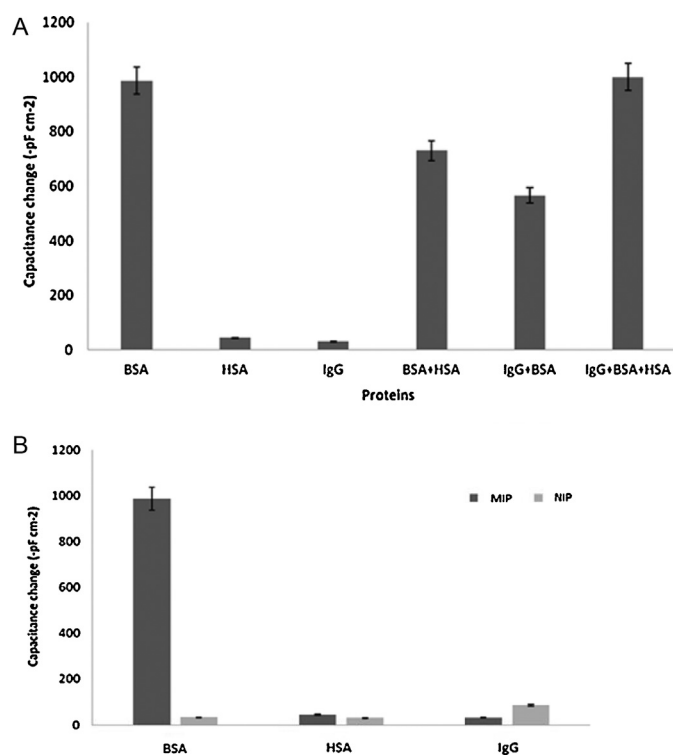 A
1200
1000
800
600
400
200
0
Capacitance change (-pF cm-2)
BSA HSA IgG BSA+HSA IgG+BSA IgG+BSA+HSA
Proteins
B
1200
1000
800
600
400
200
0
Capacitance change (-pF cm-2)
MIP NIP
BSA HSA IgG